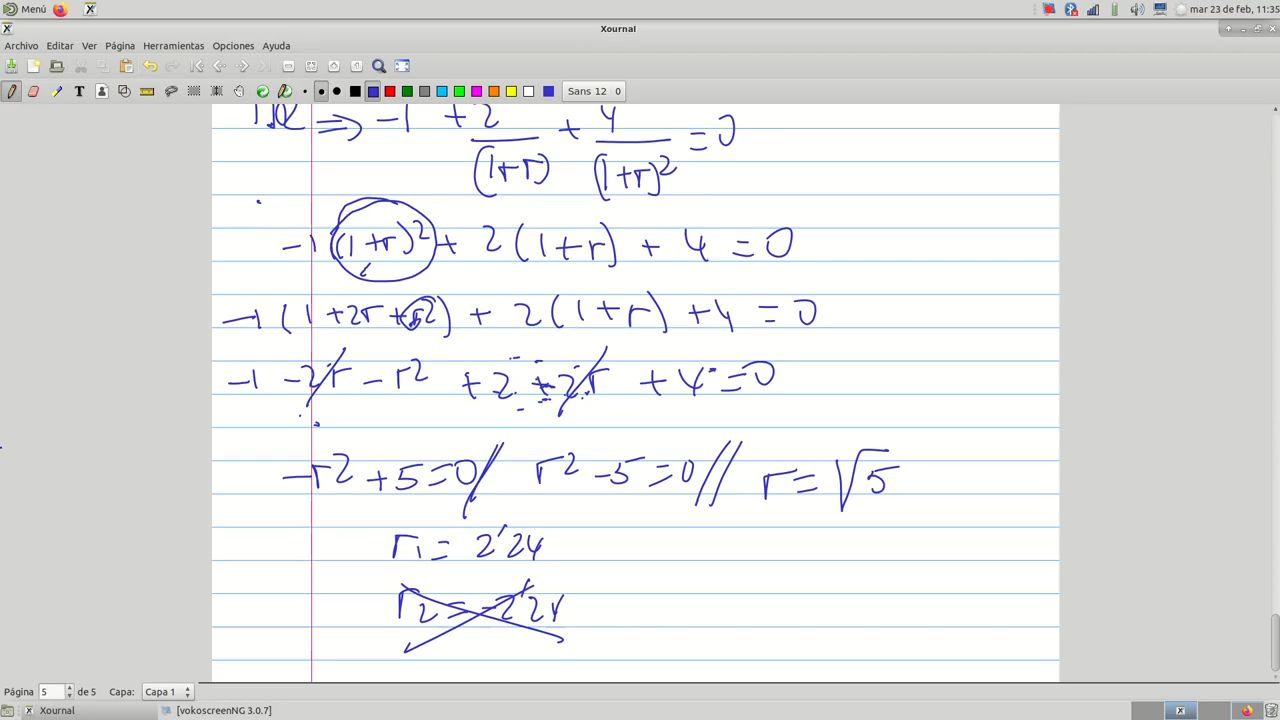 Menú mar 23 de feb, 11:35
Xournal
Archivo Editar Ver Página Herramientas Opciones Ayuda
T Sans 12 0
⇒ -1 + 2/(1+r) + 4/(1+r)² = 0
-1 (1+r)² + 2 (1+r) + 4 = 0
-1 (1+2r+r²) + 2 (1+r) + 4 = 0
-1 -2r - r² + 2 + 2r + 4 = 0
-r² + 5 = 0 // r² - 5 = 0 // r = √5
r₁ = 2'24
r₂ = -2'24
Página 5 de 5 Capa: Capa 1
Xournal [vokoscreenNG 3.0.7]